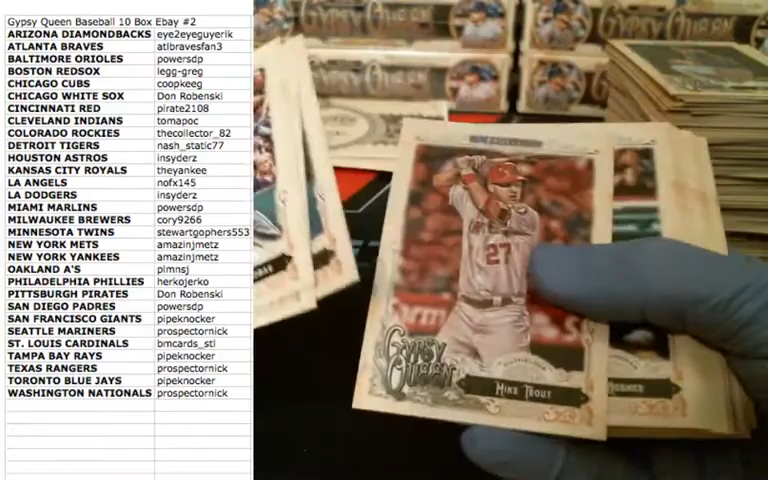 Gypsy Queen Baseball 10 Box Ebay #2
ARIZONA DIAMONDBACKS eye2eyeguyerik
ATLANTA BRAVES atlbravesfan3
BALTIMORE ORIOLES powersdp
BOSTON REDSOX legg-greg
CHICAGO CUBS coopkeeg
CHICAGO WHITE SOX Don Robenski
CINCINNATI RED pirate2108
CLEVELAND INDIANS tomapoc
COLORADO ROCKIES thecollector_82
DETROIT TIGERS nash_static77
HOUSTON ASTROS insyderz
KANSAS CITY ROYALS theyankee
LA ANGELS nofx145
LA DODGERS insyderz
MIAMI MARLINS powersdp
MILWAUKEE BREWERS cory9266
MINNESOTA TWINS stewartgophers553
NEW YORK METS amazinjmetz
NEW YORK YANKEES amazinjmetz
OAKLAND A'S plmnsj
PHILADELPHIA PHILLIES herkojerko
PITTSBURGH PIRATES Don Robenski
SAN DIEGO PADRES powersdp
SAN FRANCISCO GIANTS pipeknocker
SEATTLE MARINERS prospectornick
ST. LOUIS CARDINALS bmcards_stl
TAMPA BAY RAYS pipeknocker
TEXAS RANGERS prospectornick
TORONTO BLUE JAYS pipeknocker
WASHINGTON NATIONALS prospectornick
GYPSY QUEEN
27
GYPSY QUEEN
MIKE TROUT